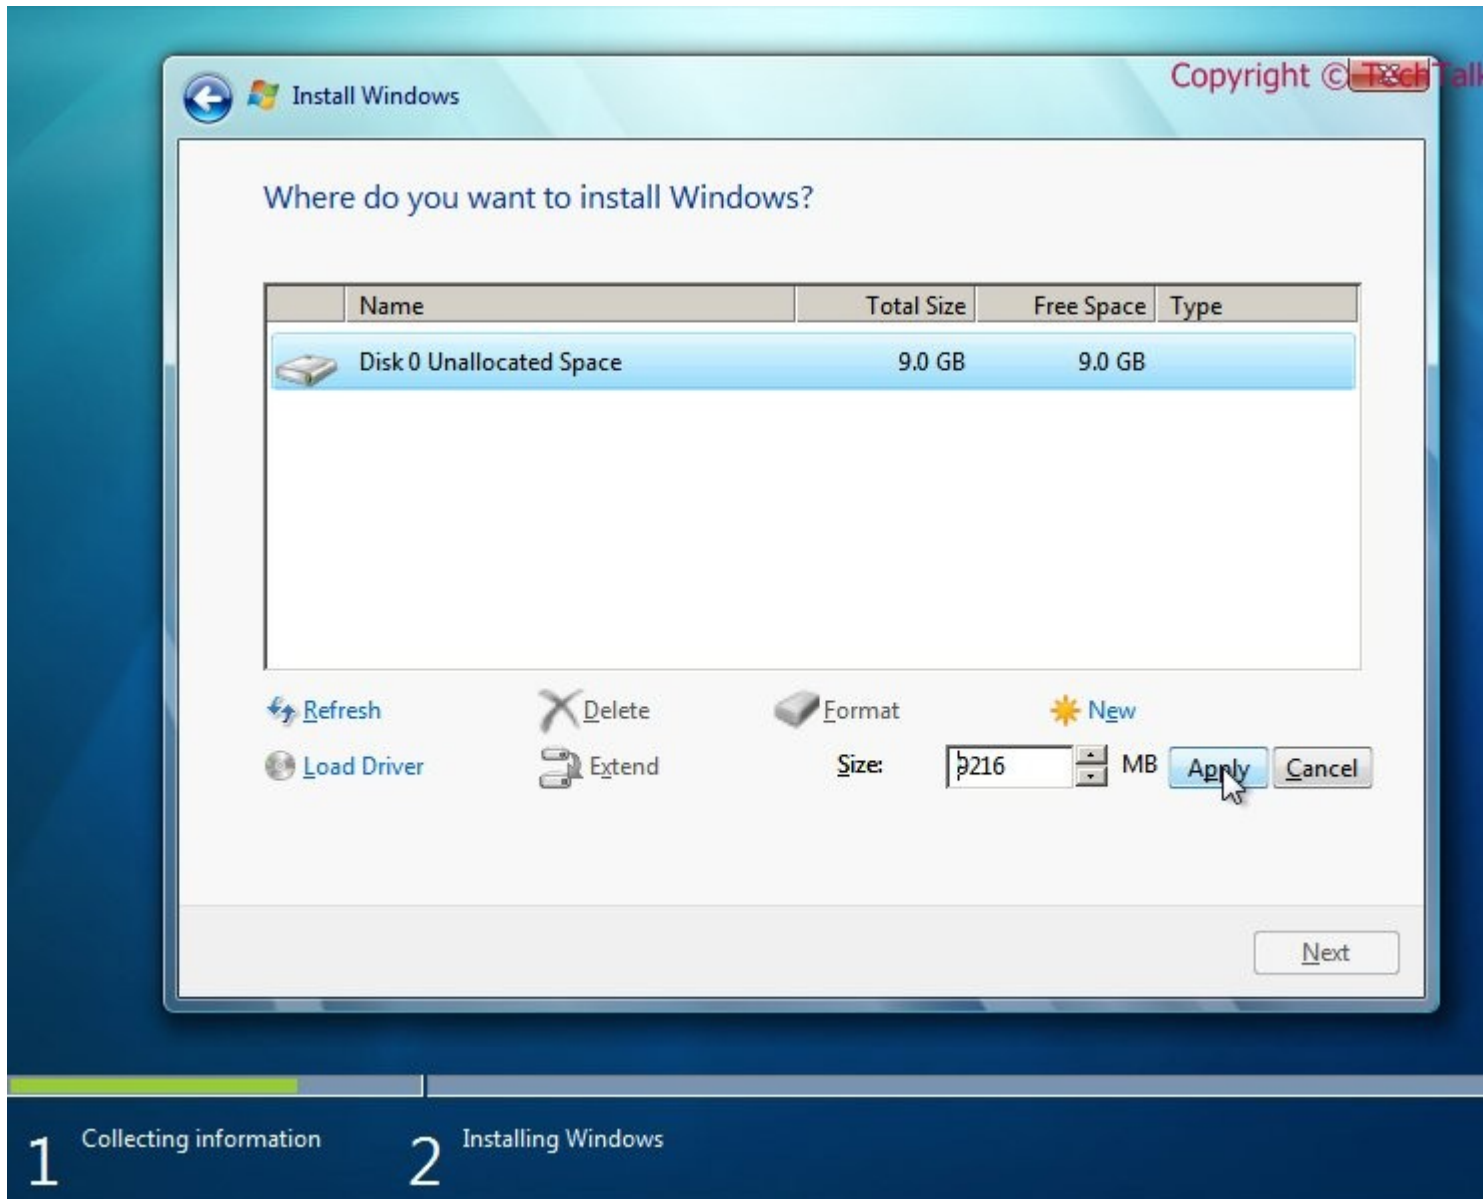 Install Windows
Copyright © TechTalk
Where do you want to install Windows?
Name Total Size Free Space Type
Disk 0 Unallocated Space 9.0 GB 9.0 GB
Refresh Delete Format New
Load Driver Extend Size: 9216 MB Apply Cancel
Next
1 Collecting information 2 Installing Windows